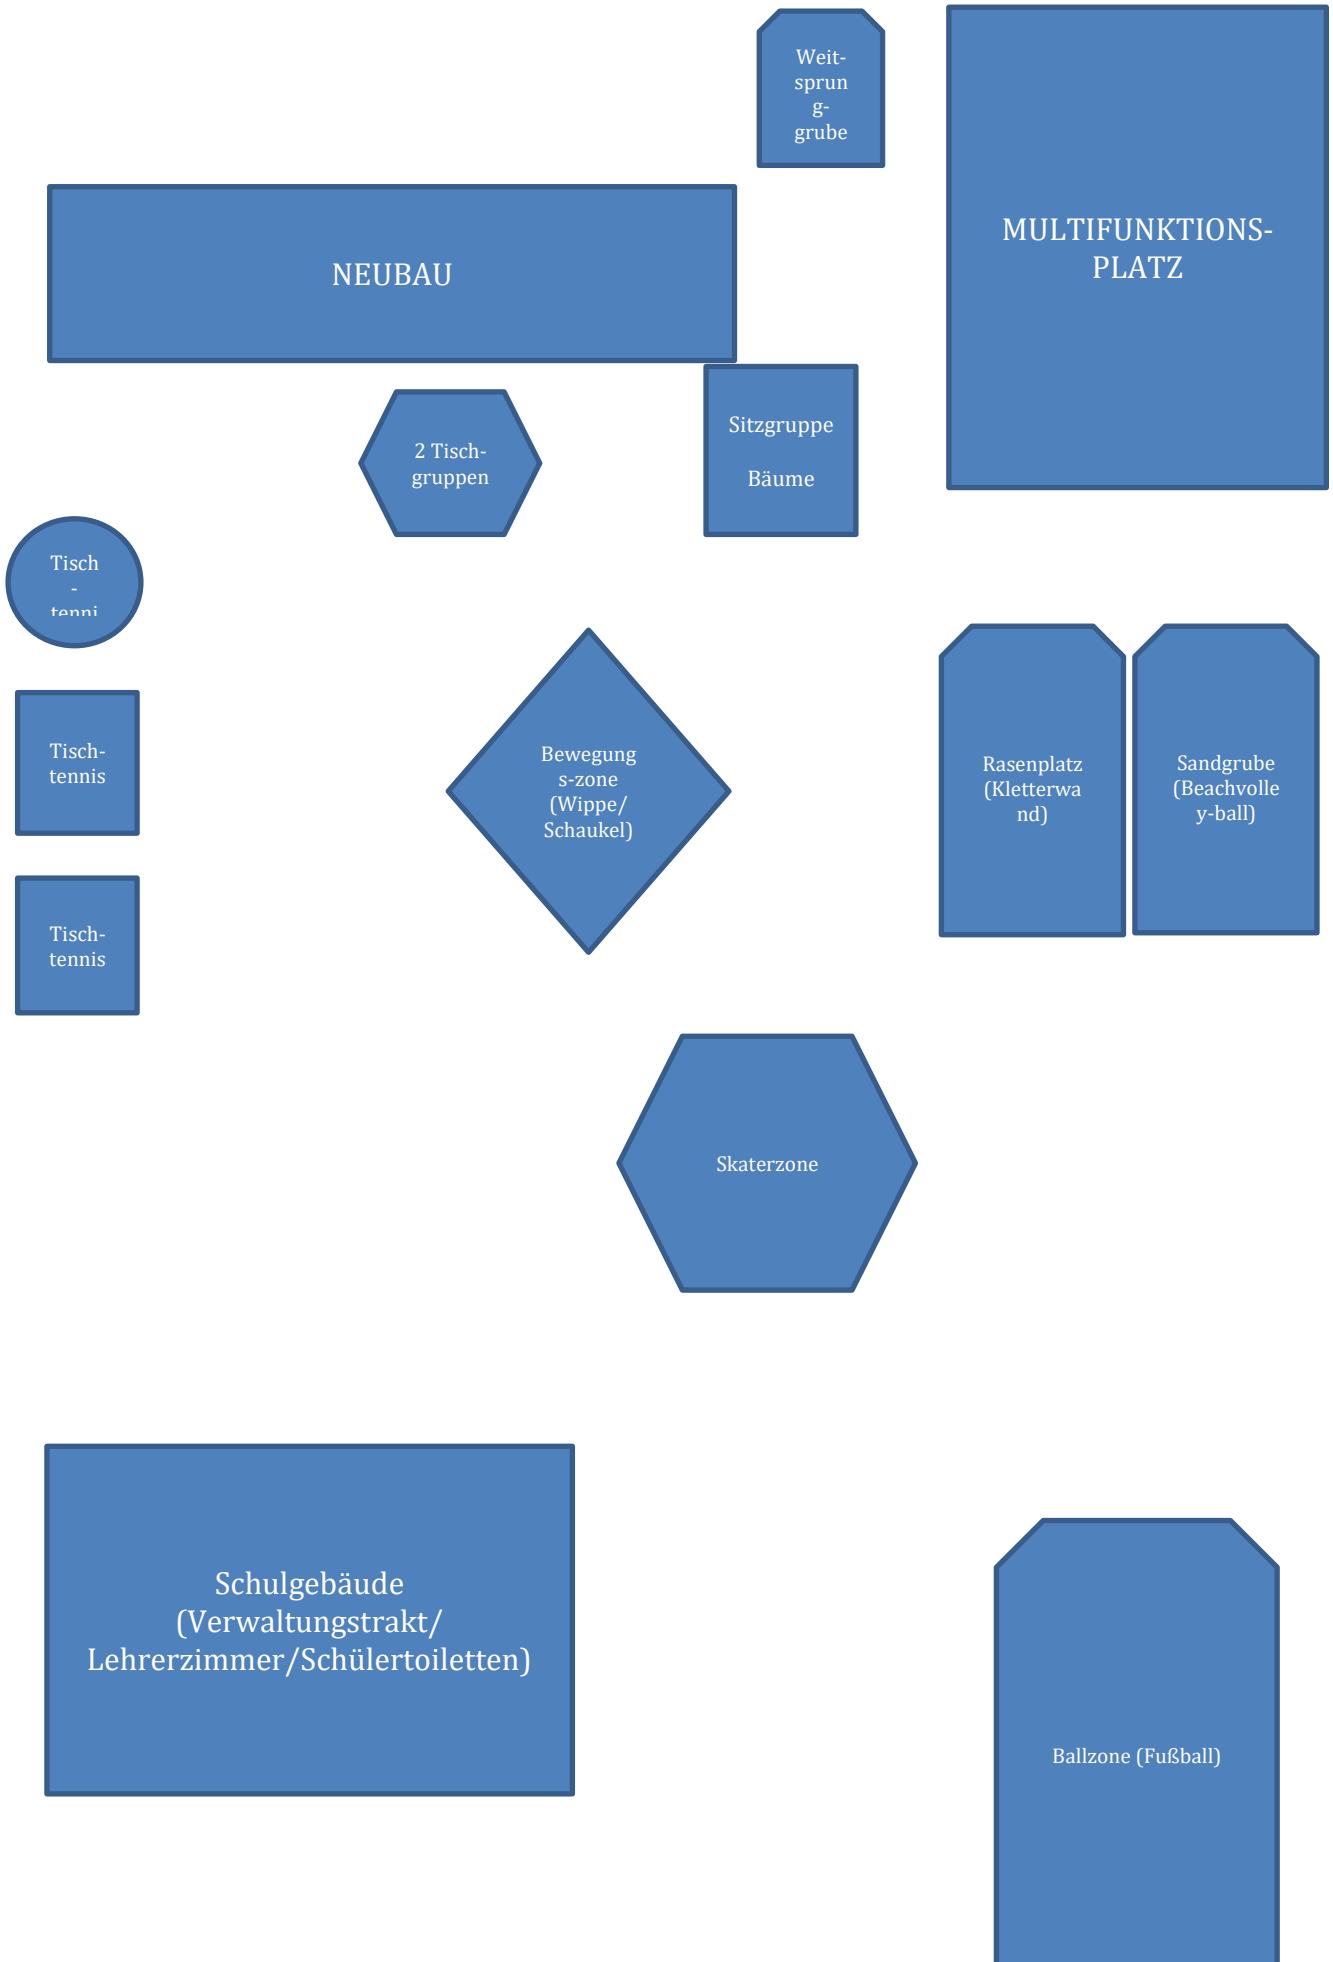 Weit-
sprun
g-
grube
MULTIFUNKTIONS-
PLATZ
NEUBAU
Sitzgruppe
Bäume
2 Tisch-
gruppen
Tisch
-
tenni
Tisch-
tennis
Tisch-
tennis
Bewegung
s-zone
(Wippe/
Schaukel)
Rasenplatz
(Kletterwa
nd)
Sandgrube
(Beachvolle
y-ball)
Skaterzone
Schulgebäude
(Verwaltungstrakt/
Lehrerzimmer/Schülertoiletten)
Ballzone (Fußball)